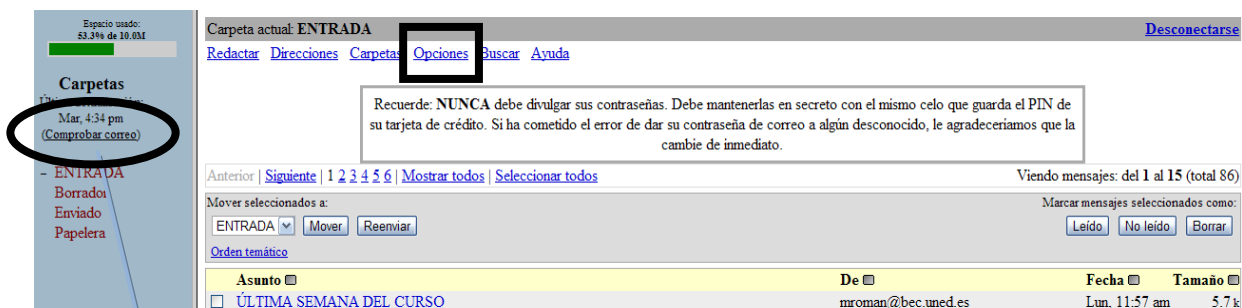 Espacio usado:
53.3% de 10.0M
Carpetas
Mar, 4:34 pm
(Comprobar correo)
- ENTRADA
Borrador
Enviado
Papelera
Carpeta actual: ENTRADA
Desconectarse
Redactar Direcciones Carpetas Opciones Buscar Ayuda
Recuerde: NUNCA debe divulgar sus contraseñas. Debe mantenerlas en secreto con el mismo celo que guarda el PIN de
su tarjeta de crédito. Si ha cometido el error de dar su contraseña de correo a algún desconocido, le agradeceriamos que la
cambie de inmediato.
Anterior | Siguiente | 1 2 3 4 5 6 | Mostrar todos | Seleccionar todos
Viendo mensajes: del 1 al 15 (total 86)
Mover seleccionados a:
Marcar mensajes seleccionados como:
ENTRADA Mover Reenviar
Leído No leído Borrar
Orden temático
Asunto De Fecha Tamaño
ÚLTIMA SEMANA DEL CURSO mroman@bec.uned.es Lun, 11:57 am 5.7 k